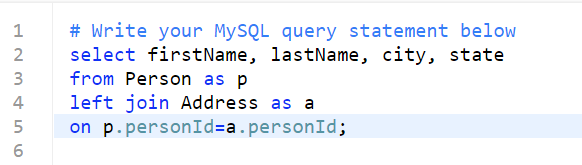 1 # Write your MySQL query statement below
2 select firstName, lastName, city, state
3 from Person as p
4 left join Address as a
5 on p.personId=a.personId;
6